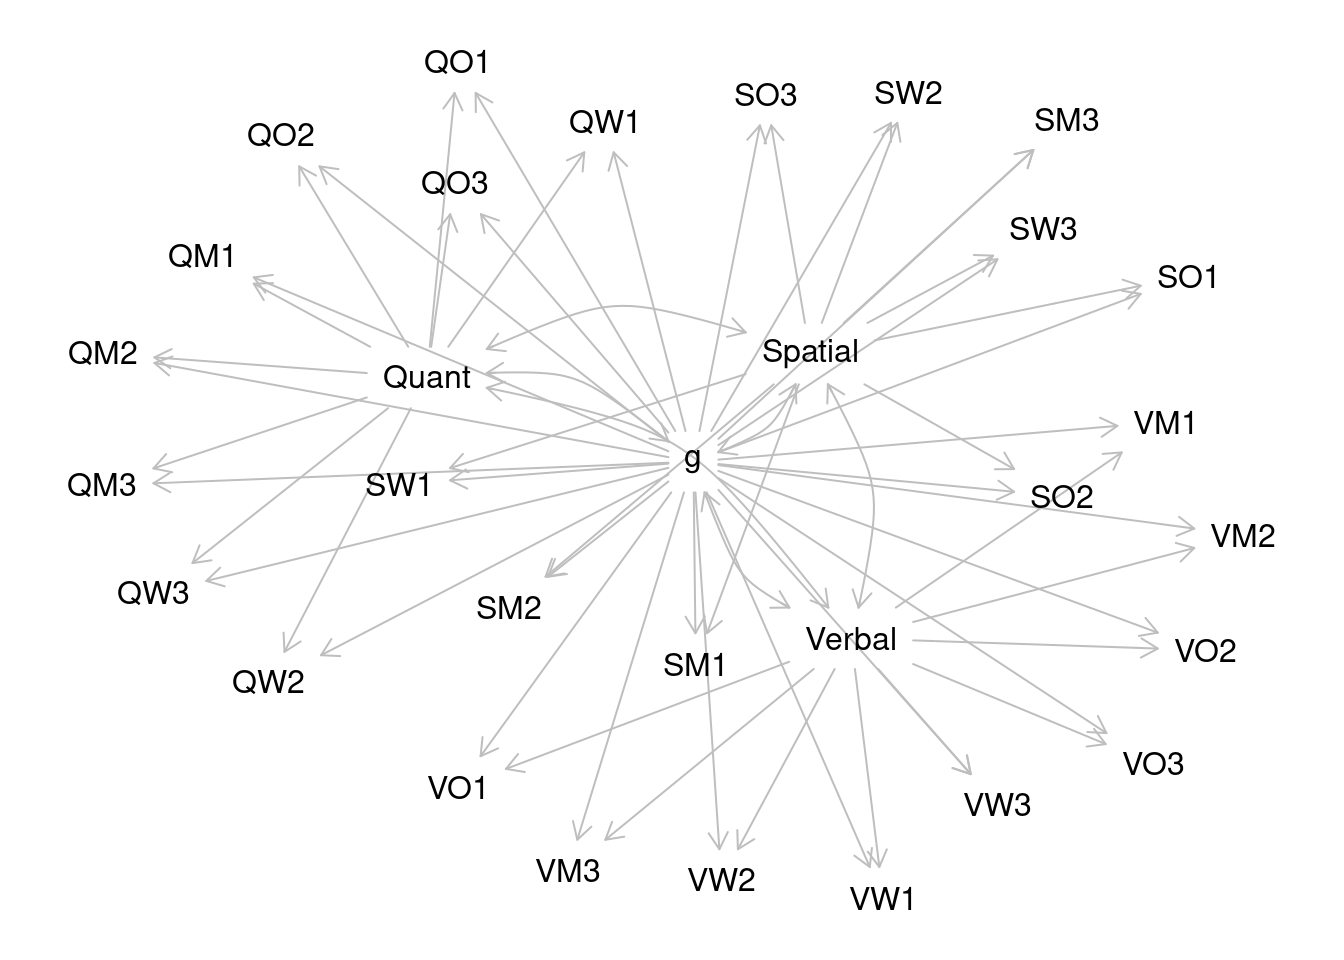 QO1
SO3
SW2
SM3
QW1
QO2
QO3
SW3
QM1
SO1
QM2
Spatial
Quant
VM1
g
QM3
SW1
SO2
VM2
QW3
SM2
Verbal
VO2
SM1
QW2
VO3
VO1
VW3
VM3
VW2
VW1